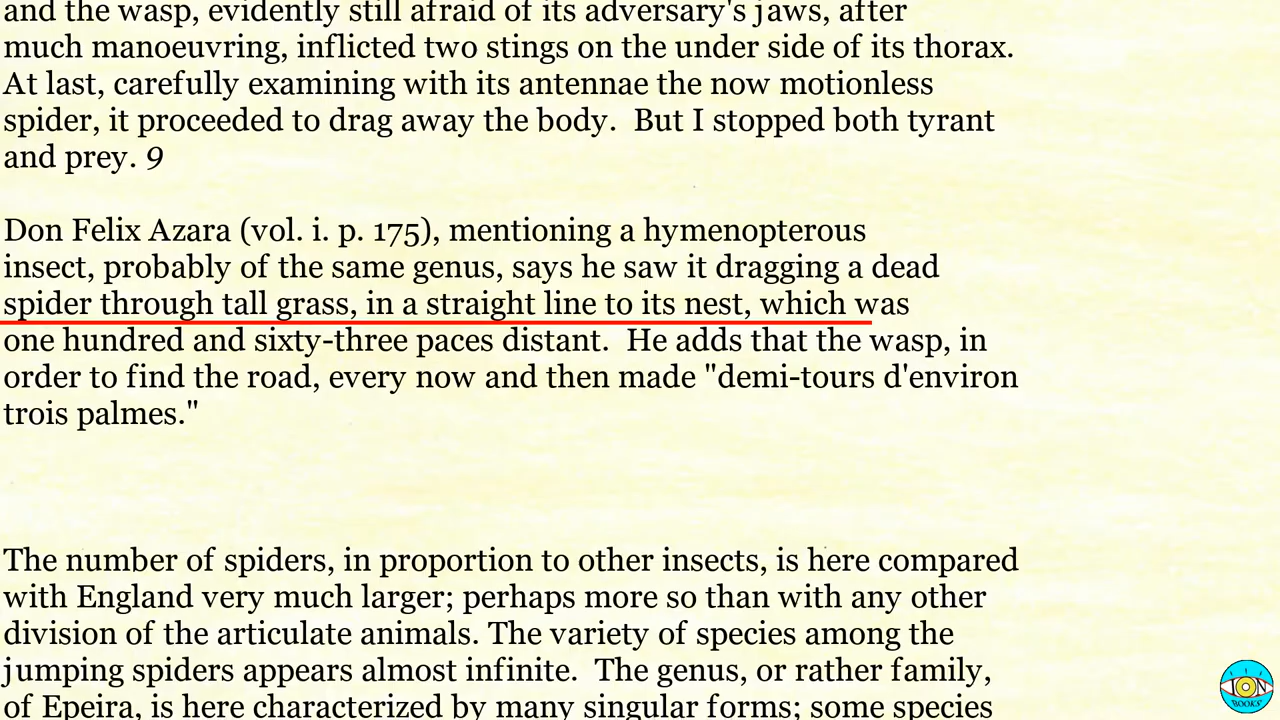 and the wasp, evidently still afraid of its adversary's jaws, after
much manoeuvring, inflicted two stings on the under side of its thorax.
At last, carefully examining with its antennae the now motionless
spider, it proceeded to drag away the body.  But I stopped both tyrant
and prey. 9
Don Felix Azara (vol. i. p. 175), mentioning a hymenopterous
insect, probably of the same genus, says he saw it dragging a dead
spider through tall grass, in a straight line to its nest, which was
one hundred and sixty-three paces distant.  He adds that the wasp, in
order to find the road, every now and then made "demi-tours d'environ
trois palmes."
The number of spiders, in proportion to other insects, is here compared
with England very much larger; perhaps more so than with any other
division of the articulate animals. The variety of species among the
jumping spiders appears almost infinite.  The genus, or rather family,
of Epeira, is here characterized by many singular forms; some species
ION
BOOKS